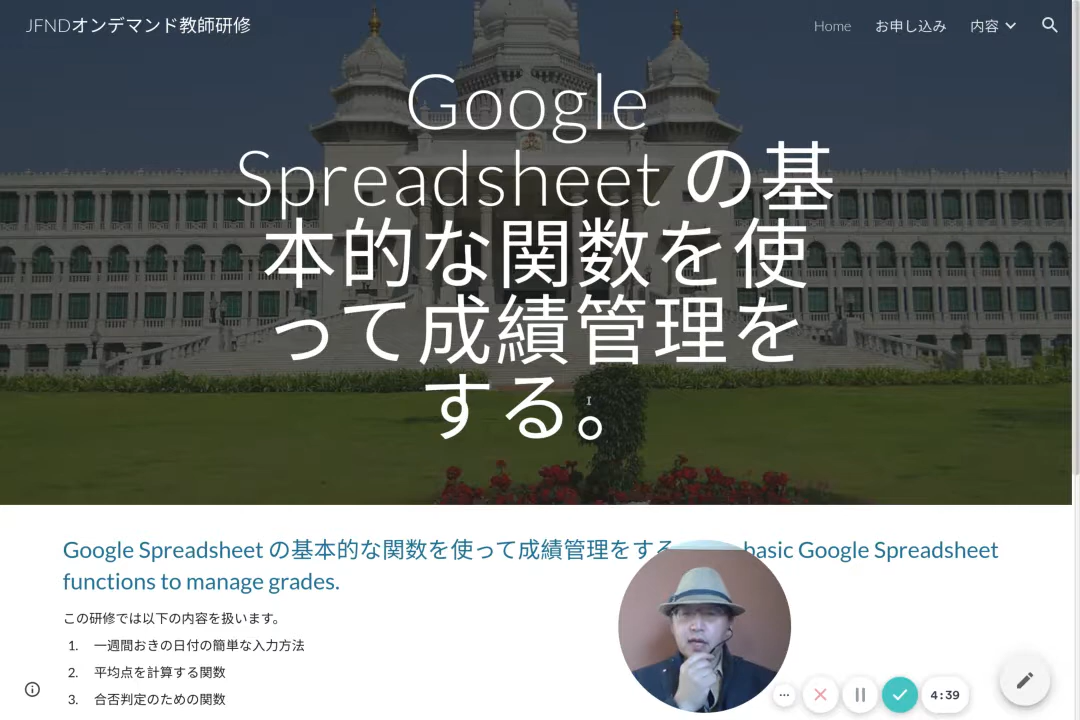 JFNDオンデマンド教師研修
Home お申し込み 内容
Google
Spreadsheet の基
本的な関数を使
って成績管理を
する。
Google Spreadsheet の基本的な関数を使って成績管理をする basic Google Spreadsheet
functions to manage grades.
この研修では以下の内容を扱います。
1. 一週間おきの日付の簡単な入力方法
2. 平均点を計算する関数
3. 合否判定のための関数
4:39